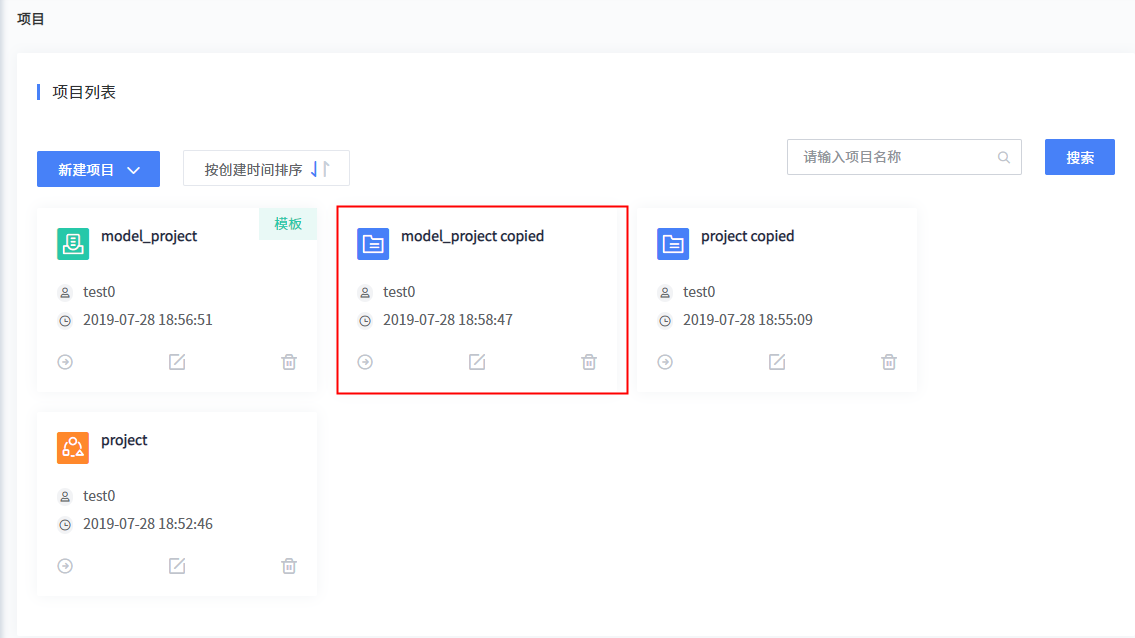 项目
项目列表
新建项目
按创建时间排序
请输入项目名称
搜索
model_project
模板
test0
2019-07-28 18:56:51
model_project copied
test0
2019-07-28 18:58:47
project copied
test0
2019-07-28 18:55:09
project
test0
2019-07-28 18:52:46